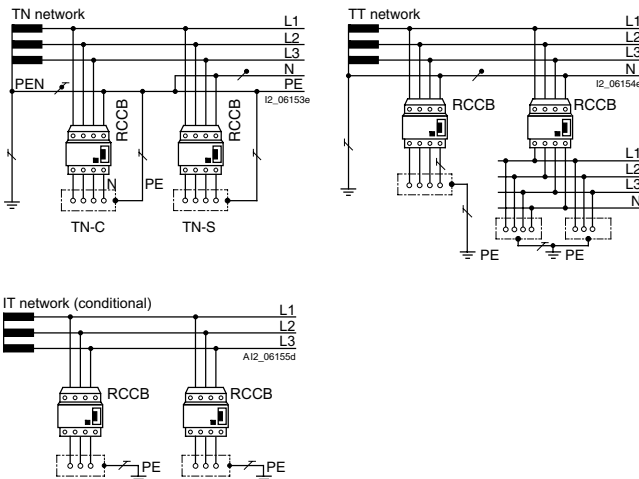 TN network
L1
L2
L3
N
PEN
PE
I2_06153e
RCCB
RCCB
N
PE
TN-C
TN-S
TT network
L1
L2
L3
N
I2_06154e
RCCB
RCCB
L1
L2
L3
N
PE
PE
IT network (conditional)
L1
L2
L3
AI2_06155d
RCCB
RCCB
PE
PE